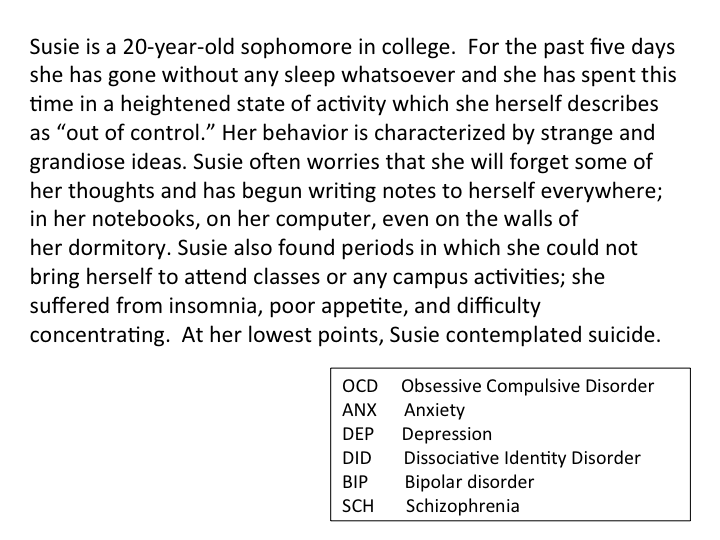 Susie is a 20-year-old sophomore in college.  For the past five days
she has gone without any sleep whatsoever and she has spent this
time in a heightened state of activity which she herself describes
as “out of control.” Her behavior is characterized by strange and
grandiose ideas. Susie often worries that she will forget some of
her thoughts and has begun writing notes to herself everywhere;
in her notebooks, on her computer, even on the walls of
her dormitory. Susie also found periods in which she could not
bring herself to attend classes or any campus activities; she
suffered from insomnia, poor appetite, and difficulty
concentrating.  At her lowest points, Susie contemplated suicide.
OCD Obsessive Compulsive Disorder
ANX Anxiety
DEP Depression
DID Dissociative Identity Disorder
BIP Bipolar disorder
SCH Schizophrenia